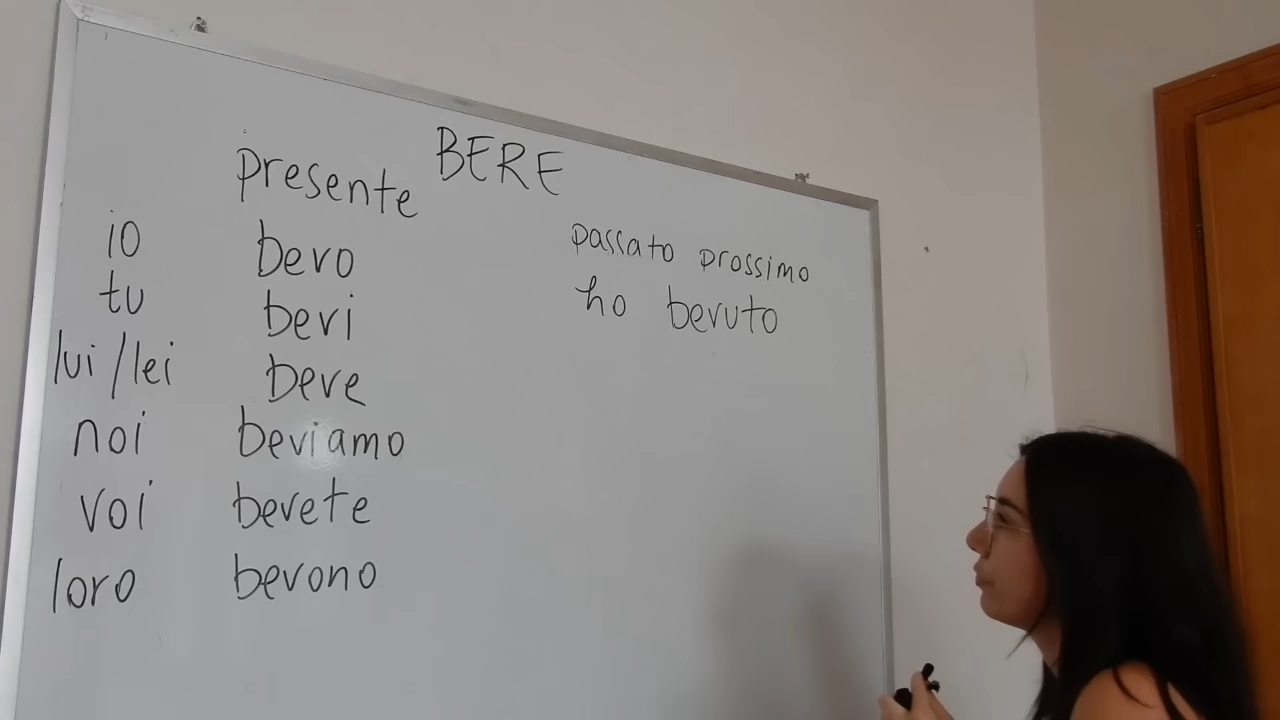 BERE
presente
io bevo
tu bevi
lui/lei beve
noi beviamo
voi bevete
loro bevono
passato prossimo
ho bevuto